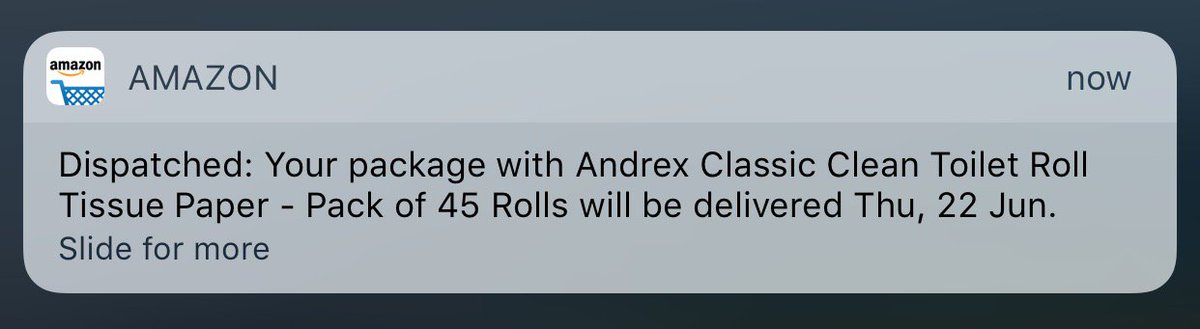 amazon
AMAZON
now
Dispatched: Your package with Andrex Classic Clean Toilet Roll
Tissue Paper - Pack of 45 Rolls will be delivered Thu, 22 Jun.
Slide for more